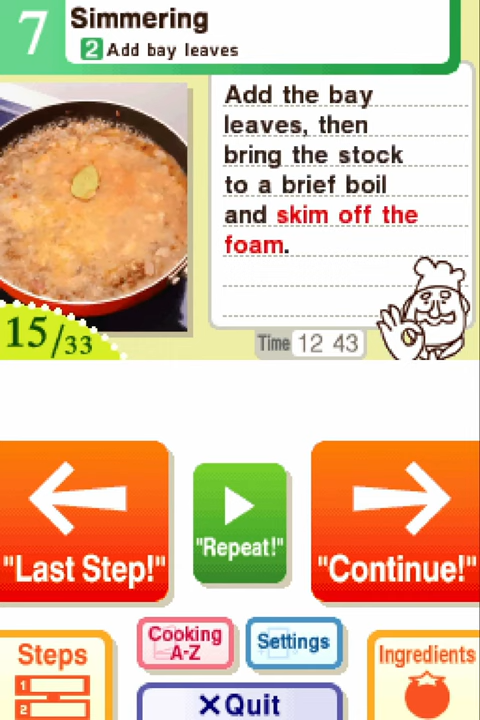 7
Simmering
2 Add bay leaves
Add the bay
leaves, then
bring the stock
to a brief boil
and skim off the
foam.
15/33
Time 12 43
"Last Step!"
"Repeat!"
"Continue!"
Steps
1
2
Cooking
A-Z
Settings
Ingredients
×Quit